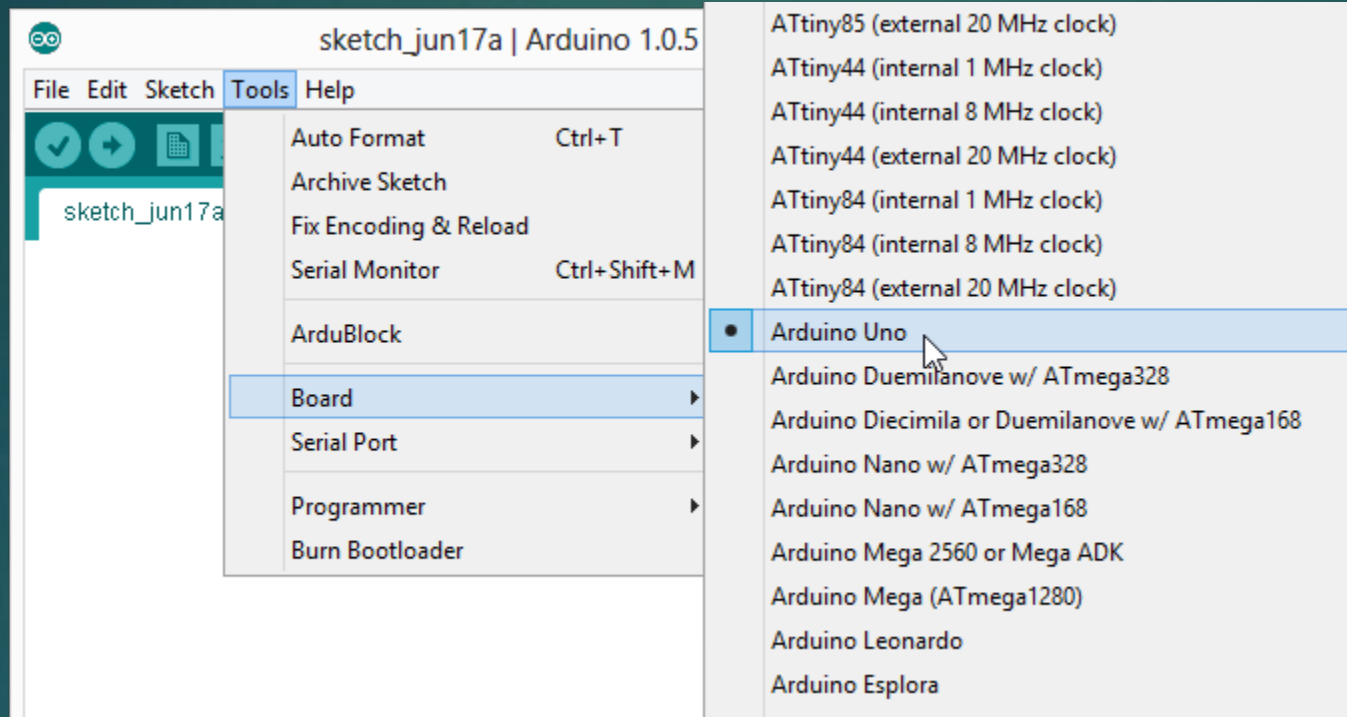 sketch_jun17a | Arduino 1.0.5
File Edit Sketch Tools Help
sketch_jun17a
Auto Format Ctrl+T
Archive Sketch
Fix Encoding & Reload
Serial Monitor Ctrl+Shift+M
ArduBlock
Board
Serial Port
Programmer
Burn Bootloader
ATtiny85 (external 20 MHz clock)
ATtiny44 (internal 1 MHz clock)
ATtiny44 (internal 8 MHz clock)
ATtiny44 (external 20 MHz clock)
ATtiny84 (internal 1 MHz clock)
ATtiny84 (internal 8 MHz clock)
ATtiny84 (external 20 MHz clock)
Arduino Uno
Arduino Duemilanove w/ ATmega328
Arduino Diecimila or Duemilanove w/ ATmega168
Arduino Nano w/ ATmega328
Arduino Nano w/ ATmega168
Arduino Mega 2560 or Mega ADK
Arduino Mega (ATmega1280)
Arduino Leonardo
Arduino Esplora